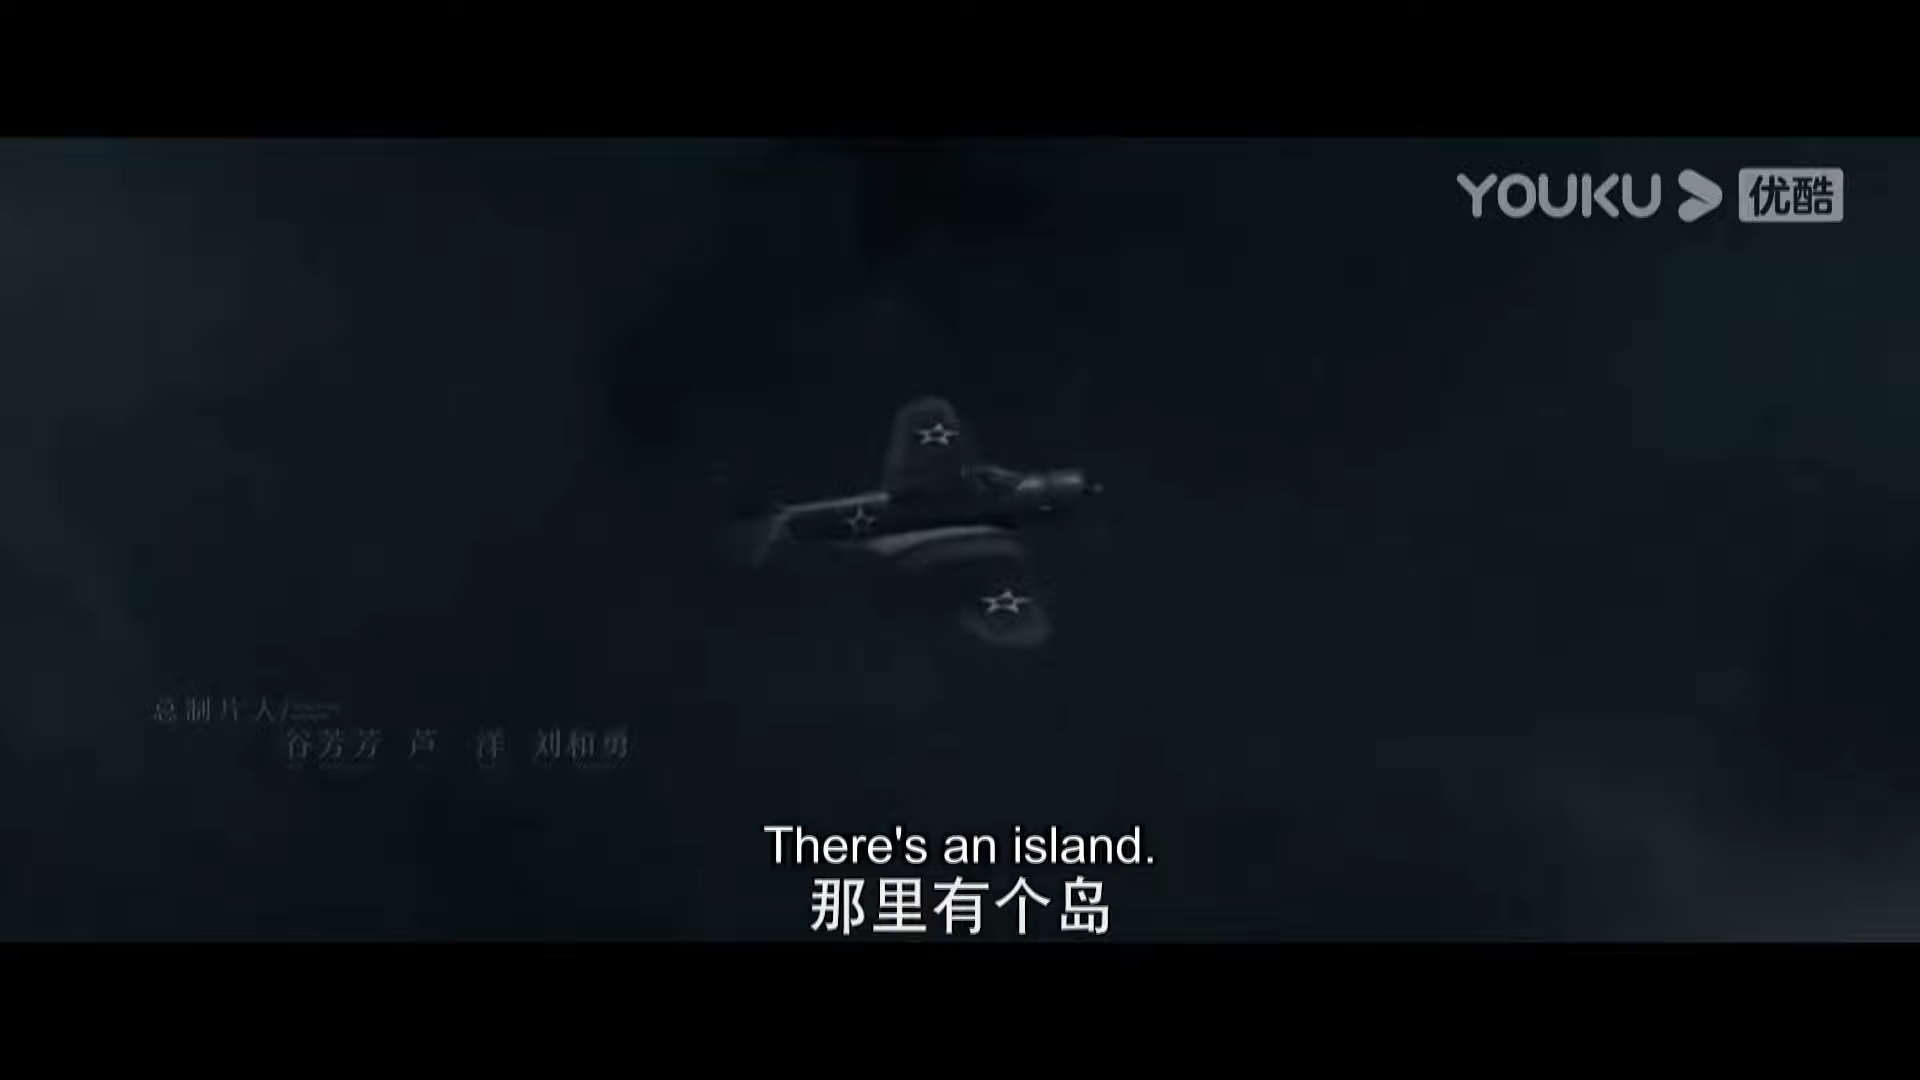 YOUKU 优酷
总制片人/
谷芳芳 芦 洋 刘和勇
There's an island.
那里有个岛